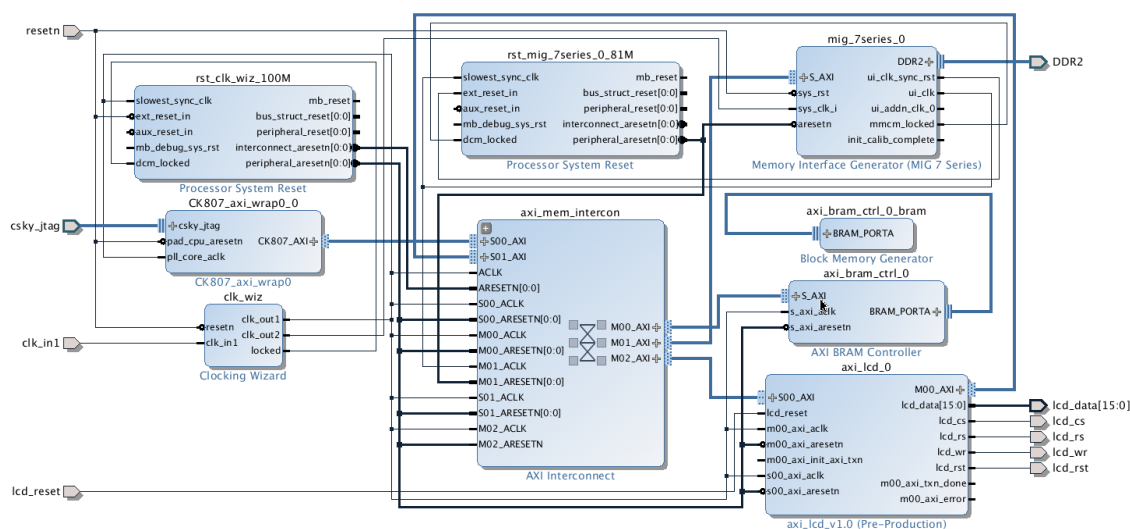 resetn
csky_jtag
clk_in1
lcd_reset
rst_clk_wiz_100M
slowest_sync_clk
ext_reset_in
aux_reset_in
mb_debug_sys_rst
dcm_locked
mb_reset
bus_struct_reset[0:0]
peripheral_reset[0:0]
interconnect_aresetn[0:0]
peripheral_aresetn[0:0]
Processor System Reset
CK807_axi_wrap0_0
csky_jtag
pad_cpu_aresetn
pll_core_aclk
CK807_AXI
CK807_axi_wrap0
clk_wiz
resetn
clk_in1
clk_out1
clk_out2
locked
Clocking Wizard
rst_mig_7series_0_81M
slowest_sync_clk
ext_reset_in
aux_reset_in
mb_debug_sys_rst
dcm_locked
mb_reset
bus_struct_reset[0:0]
peripheral_reset[0:0]
interconnect_aresetn[0:0]
peripheral_aresetn[0:0]
Processor System Reset
axi_mem_intercon
S00_AXI
S01_AXI
ACLK
ARESETN[0:0]
S00_ACLK
S00_ARESETN[0:0]
M00_ACLK
M00_ARESETN[0:0]
M01_ACLK
M01_ARESETN[0:0]
S01_ACLK
S01_ARESETN[0:0]
M02_ACLK
M02_ARESETN
M00_AXI
M01_AXI
M02_AXI
AXI Interconnect
mig_7series_0
S_AXI
sys_rst
sys_clk_i
aresetn
DDR2
ui_clk_sync_rst
ui_clk
ui_addn_clk_0
mmcm_locked
init_calib_complete
Memory Interface Generator (MIG 7 Series)
axi_bram_ctrl_0_bram
BRAM_PORTA
Block Memory Generator
axi_bram_ctrl_0
S_AXI
s_axi_aclk
s_axi_aresetn
BRAM_PORTA
AXI BRAM Controller
axi_lcd_0
S00_AXI
lcd_reset
m00_axi_aclk
m00_axi_aresetn
m00_axi_init_axi_txn
s00_axi_aclk
s00_axi_aresetn
M00_AXI
lcd_data[15:0]
lcd_cs
lcd_rs
lcd_wr
lcd_rst
m00_axi_txn_done
m00_axi_error
axi_lcd_v1.0 (Pre-Production)
DDR2
lcd_data[15:0]
lcd_cs
lcd_rs
lcd_wr
lcd_rst